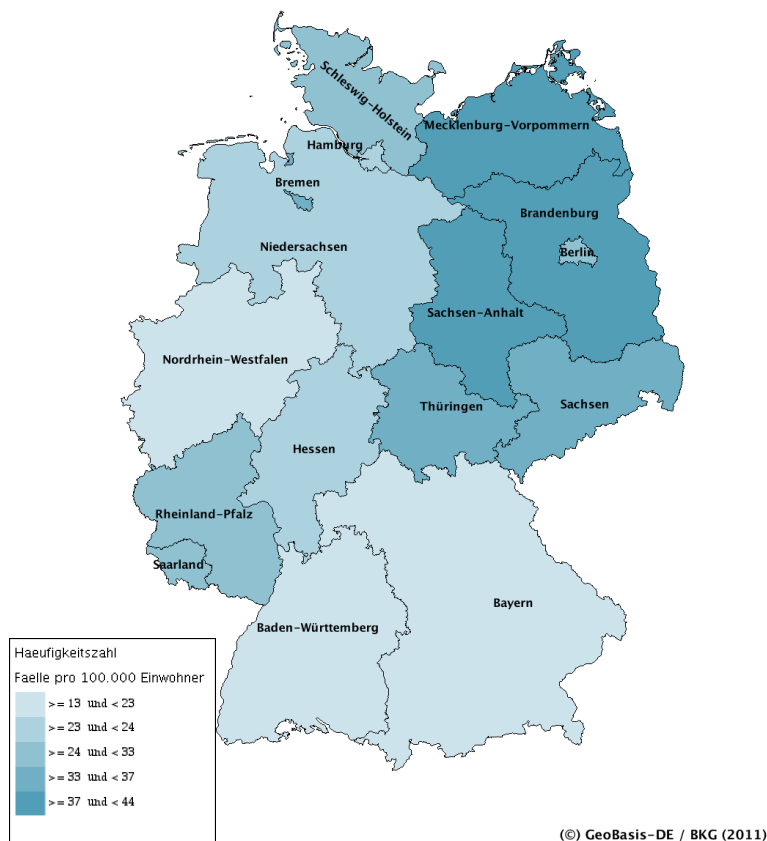 Schleswig-Holstein
Mecklenburg-Vorpommern
Hamburg
Bremen
Brandenburg
Niedersachsen
Berlin
Sachsen-Anhalt
Nordrhein-Westfalen
Thüringen
Sachsen
Hessen
Rheinland-Pfalz
Saarland
Bayern
Baden-Württemberg
Haeufigkeitszahl
Faelle pro 100.000 Einwohner
>= 13 und < 23
>= 23 und < 24
>= 24 und < 33
>= 33 und < 37
>= 37 und < 44
(©) GeoBasis-DE / BKG (2011)